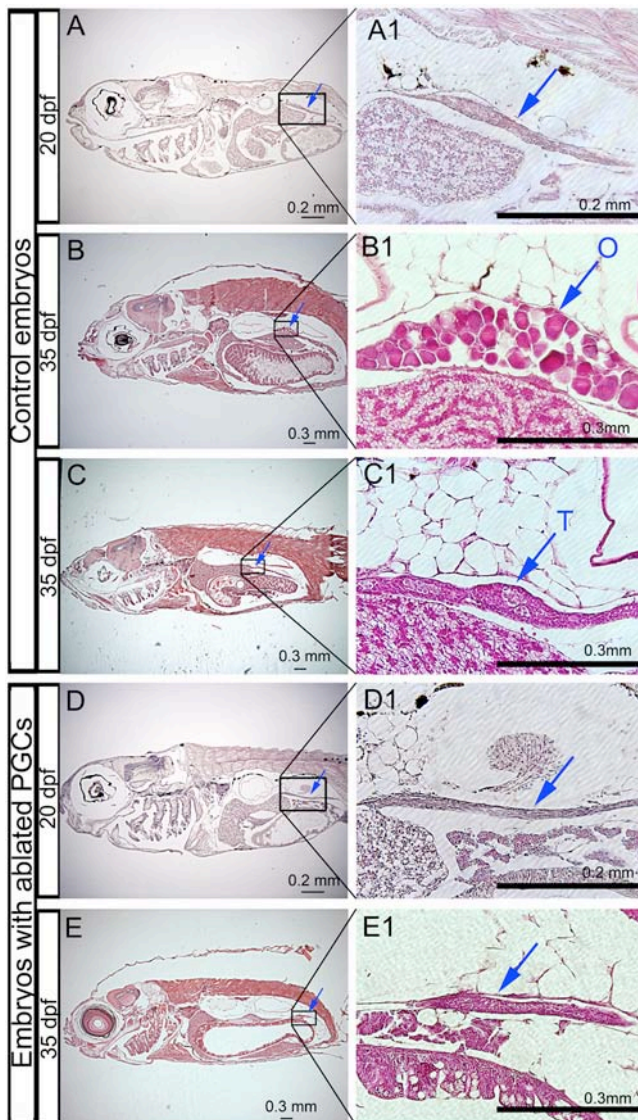 Control embryos
20 dpf
A
0.2 mm
A1
0.2 mm
35 dpf
B
0.3 mm
B1
O
0.3mm
35 dpf
C
0.3 mm
C1
T
0.3mm
Embryos with ablated PGCs
20 dpf
D
0.2 mm
D1
0.2 mm
35 dpf
E
0.3 mm
E1
0.3mm